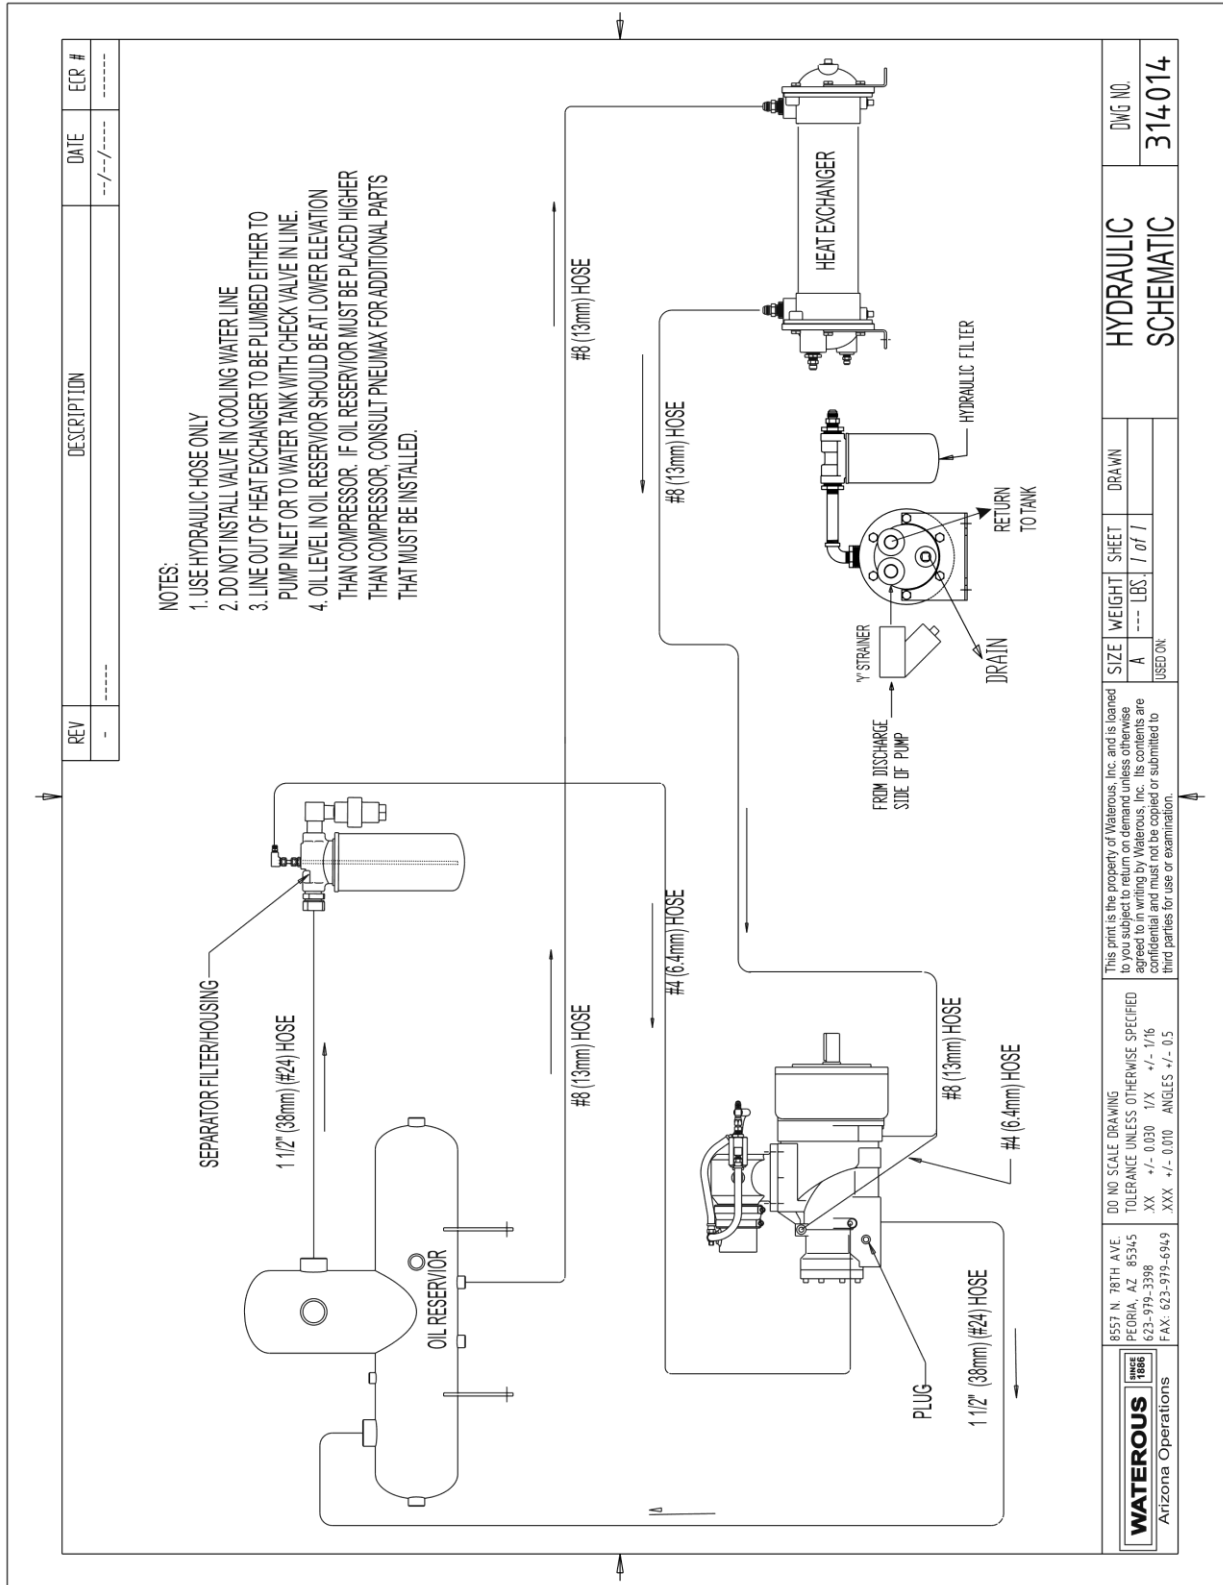 REV DESCRIPTION DATE ECR #
- ----- --/--/---- -----
NOTES:
1. USE HYDRAULIC HOSE ONLY
2. DO NOT INSTALL VALVE IN COOLING WATER LINE
3. LINE OUT OF HEAT EXCHANGER TO BE PLUMBED EITHER TO
PUMP INLET OR TO WATER TANK WITH CHECK VALVE IN LINE.
4. OIL LEVEL IN OIL RESERVIOR SHOULD BE AT LOWER ELEVATION
THAN COMPRESSOR. IF OIL RESERVIOR MUST BE PLACED HIGHER
THAN COMPRESSOR, CONSULT PNEUMAX FOR ADDITIONAL PARTS
THAT MUST BE INSTALLED.
SEPARATOR FILTER/HOUSING
1 1/2" (38mm) (#24) HOSE
OIL RESERVIOR
#8 (13mm) HOSE
#8 (13mm) HOSE
#4 (6.4mm) HOSE
#8 (13mm) HOSE
HEAT EXCHANGER
HYDRAULIC FILTER
RETURN
TO TANK
'Y' STRAINER
DRAIN
FROM DISCHARGE
SIDE OF PUMP
#8 (13mm) HOSE
#4 (6.4mm) HOSE
PLUG
1 1/2" (38mm) (#24) HOSE
WATEROUS
SINCE
1886
Arizona Operations
8557 N. 78TH AVE.
PEORIA, AZ 85345
623-979-3398
FAX: 623-979-6949
DO NO SCALE DRAWING
TOLERANCE UNLESS OTHERWISE SPECIFIED
.XX +/- 0.030 1/X +/- 1/16
.XXX +/- 0.010 ANGLES +/- 0.5
This print is the property of Waterous, Inc. and is loaned
to you subject to return on demand unless otherwise
agreed to in writing by Waterous, Inc. Its contents are
confidential and must not be copied or submitted to
third parties for use or examination.
SIZE WEIGHT SHEET DRAWN
A --- LBS. 1 of 1
USED ON:
HYDRAULIC
SCHEMATIC
DWG NO.
314014